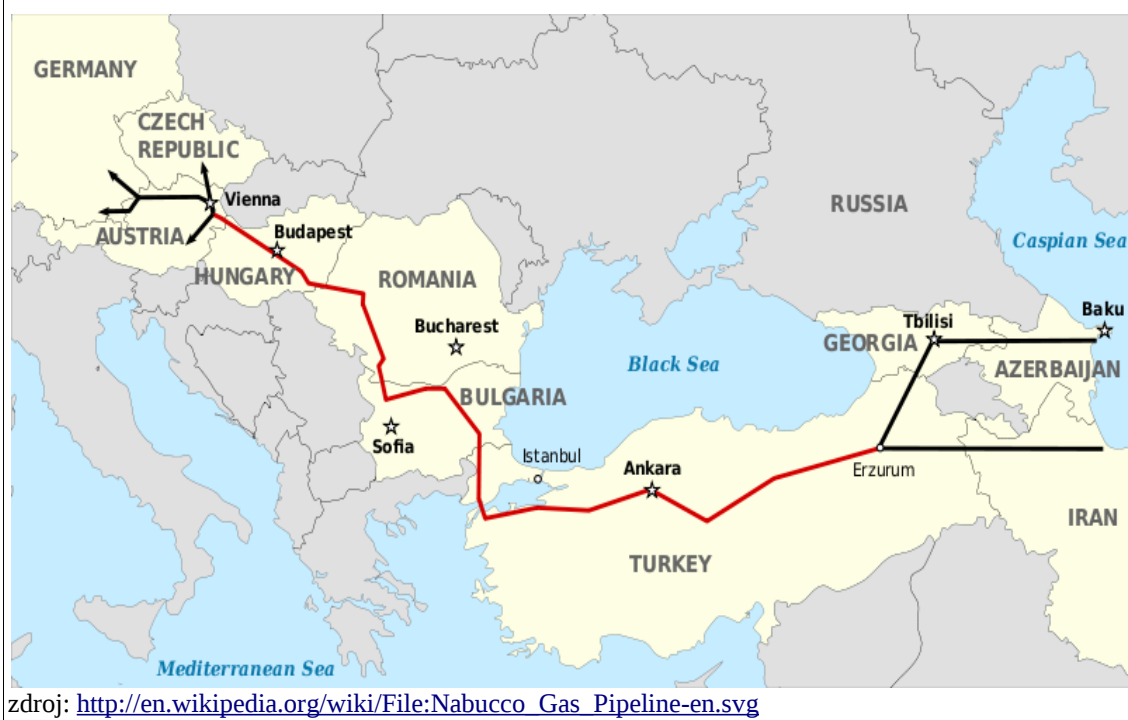 GERMANY
CZECH
REPUBLIC
Vienna
AUSTRIA
Budapest
HUNGARY
ROMANIA
Bucharest
BULGARIA
Sofia
Istanbul
Ankara
TURKEY
Black Sea
RUSSIA
Caspian Sea
Baku
Tbilisi
GEORGIA
AZERBAIJAN
Erzurum
IRAN
Mediterranean Sea
zdroj: http://en.wikipedia.org/wiki/File:Nabucco_Gas_Pipeline-en.svg